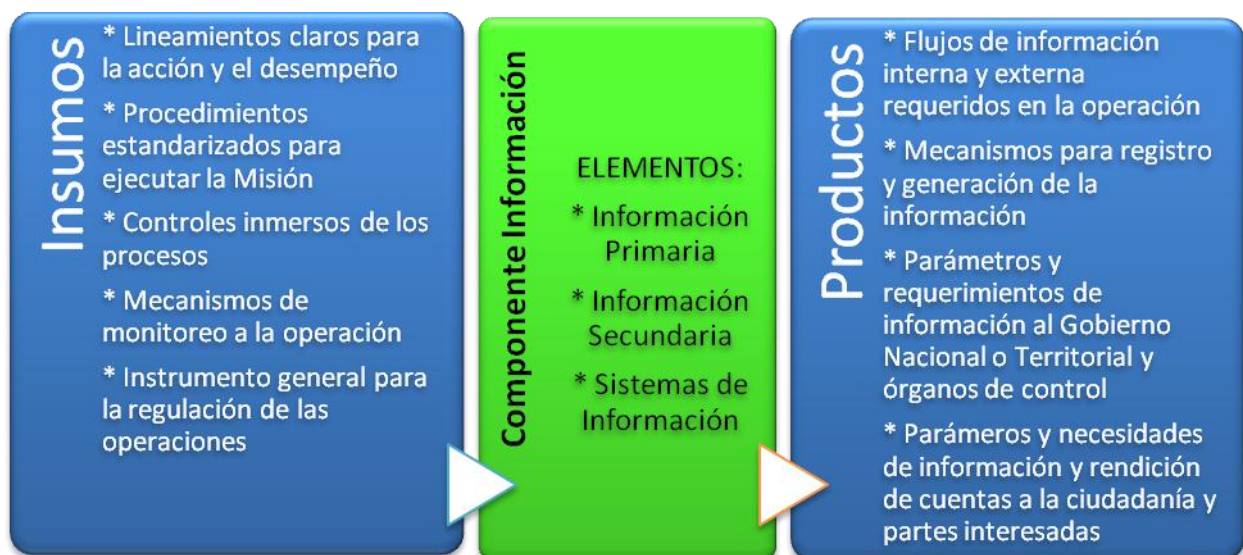 Insumos
* Lineamientos claros para
la acción y el desempeño
* Procedimientos
estandarizados para
ejecutar la Misión
* Controles inmersos de los
procesos
* Mecanismos de
monitoreo a la operación
* Instrumento general para
la regulación de las
operaciones
Componente Información
ELEMENTOS:
* Información
Primaria
* Información
Secundaria
* Sistemas de
Información
Productos
* Flujos de información
interna y externa
requeridos en la operación
* Mecanismos para registro
y generación de la
información
* Parámetros y
requerimientos de
información al Gobierno
Nacional o Territorial y
órganos de control
* Parámeros y necesidades
de información y rendición
de cuentas a la ciudadanía y
partes interesadas